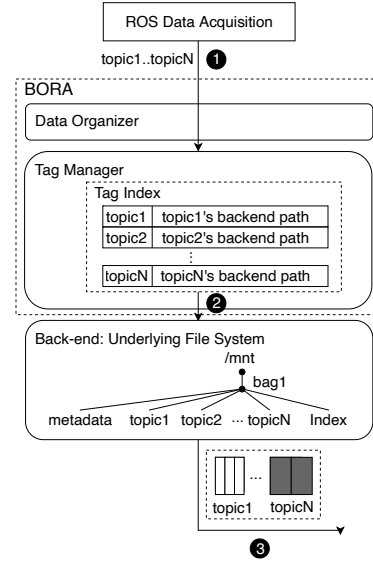 ROS Data Acquisition
topic1..topicN
1
BORA
Data Organizer
Tag Manager
Tag Index
topic1 topic1's backend path
topic2 topic2's backend path
⋮
topicN topicN's backend path
2
Back-end: Underlying File System
/mnt
bag1
metadata topic1 topic2 ··· topicN Index
···
topic1 topicN
3